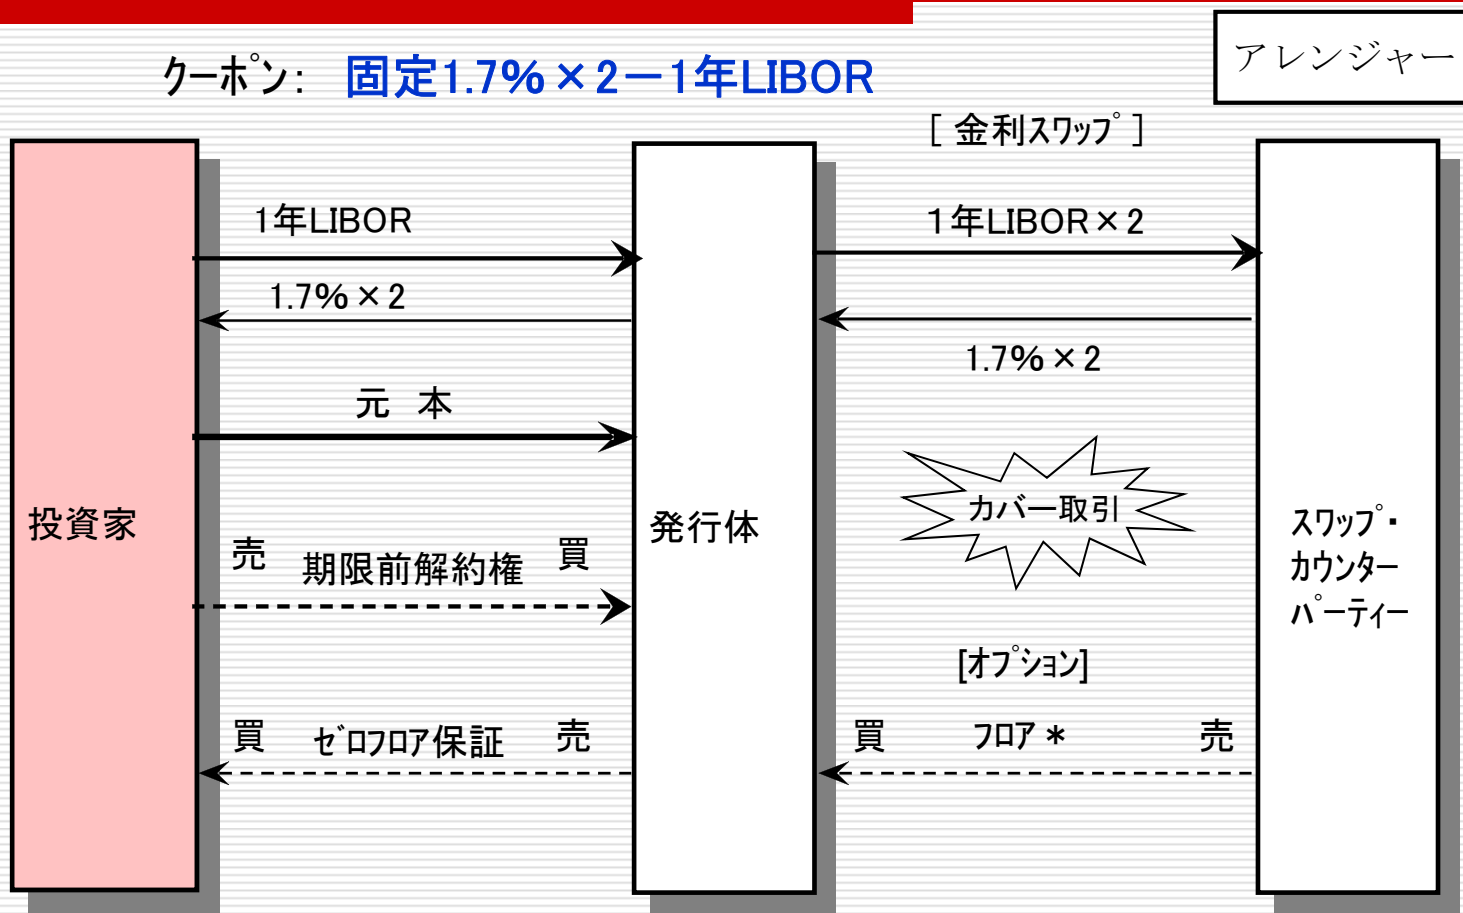 アレンジャー
クーポン： 固定1.7%×2－1年LIBOR
[ 金利スワップ ]
1年LIBOR
1年LIBOR×2
1.7%×2
1.7%×2
元 本
カバー取引
投資家
発行体
スワップ・
カウンター
パーティー
売 期限前解約権 買
[オプション]
買 ゼロフロア保証 売
買 フロア＊ 売